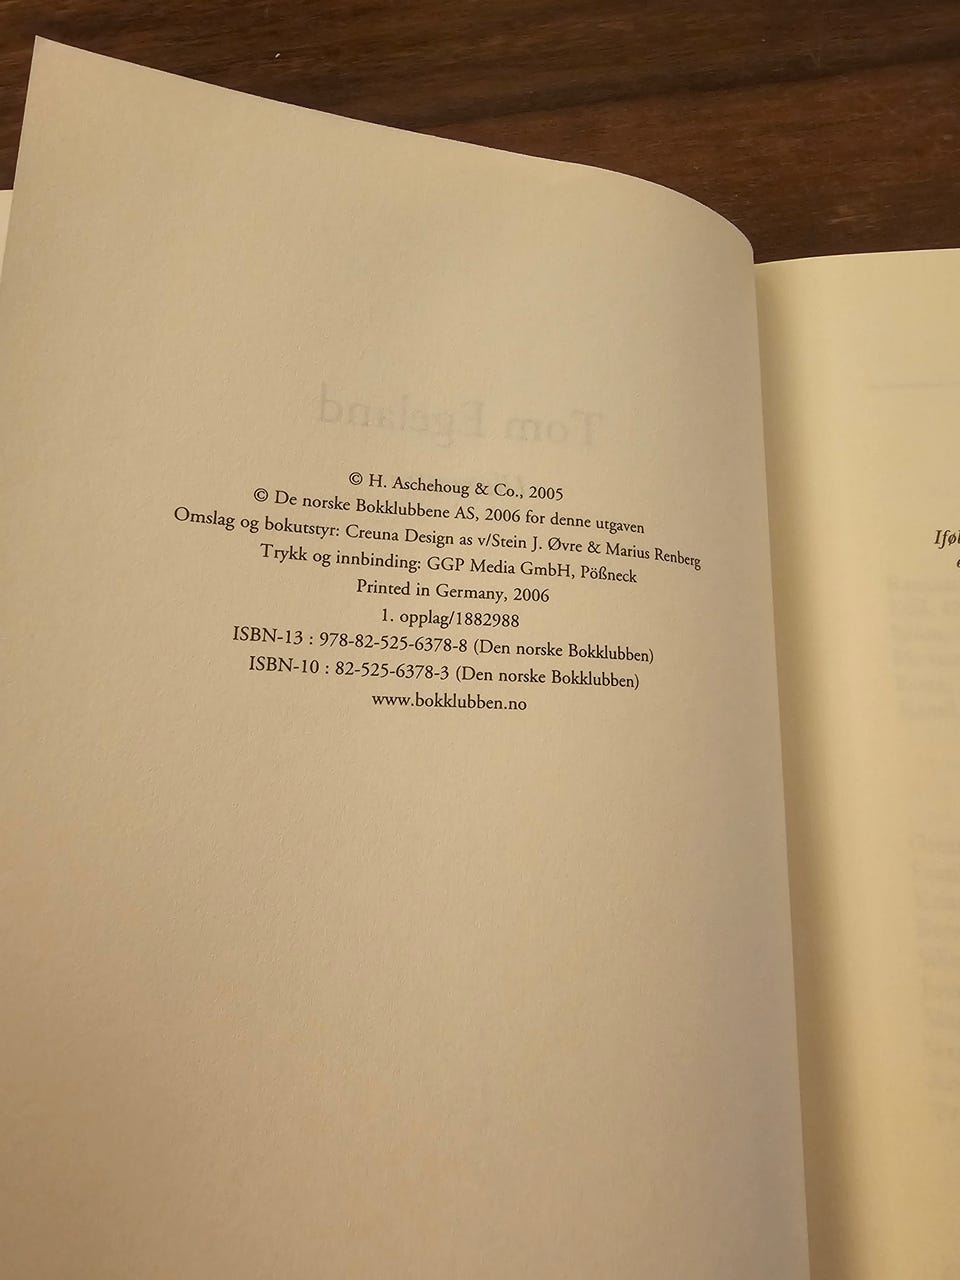 Tom Egeland
© H. Aschehoug & Co., 2005
© De norske Bokklubbene AS, 2006 for denne utgaven
Omslag og bokutstyr: Creuna Design as v/Stein J. Øvre & Marius Renberg
Trykk og innbinding: GGP Media GmbH, Pößneck
Printed in Germany, 2006
1. opplag/1882988
ISBN-13 : 978-82-525-6378-8 (Den norske Bokklubben)
ISBN-10 : 82-525-6378-3 (Den norske Bokklubben)
www.bokklubben.no